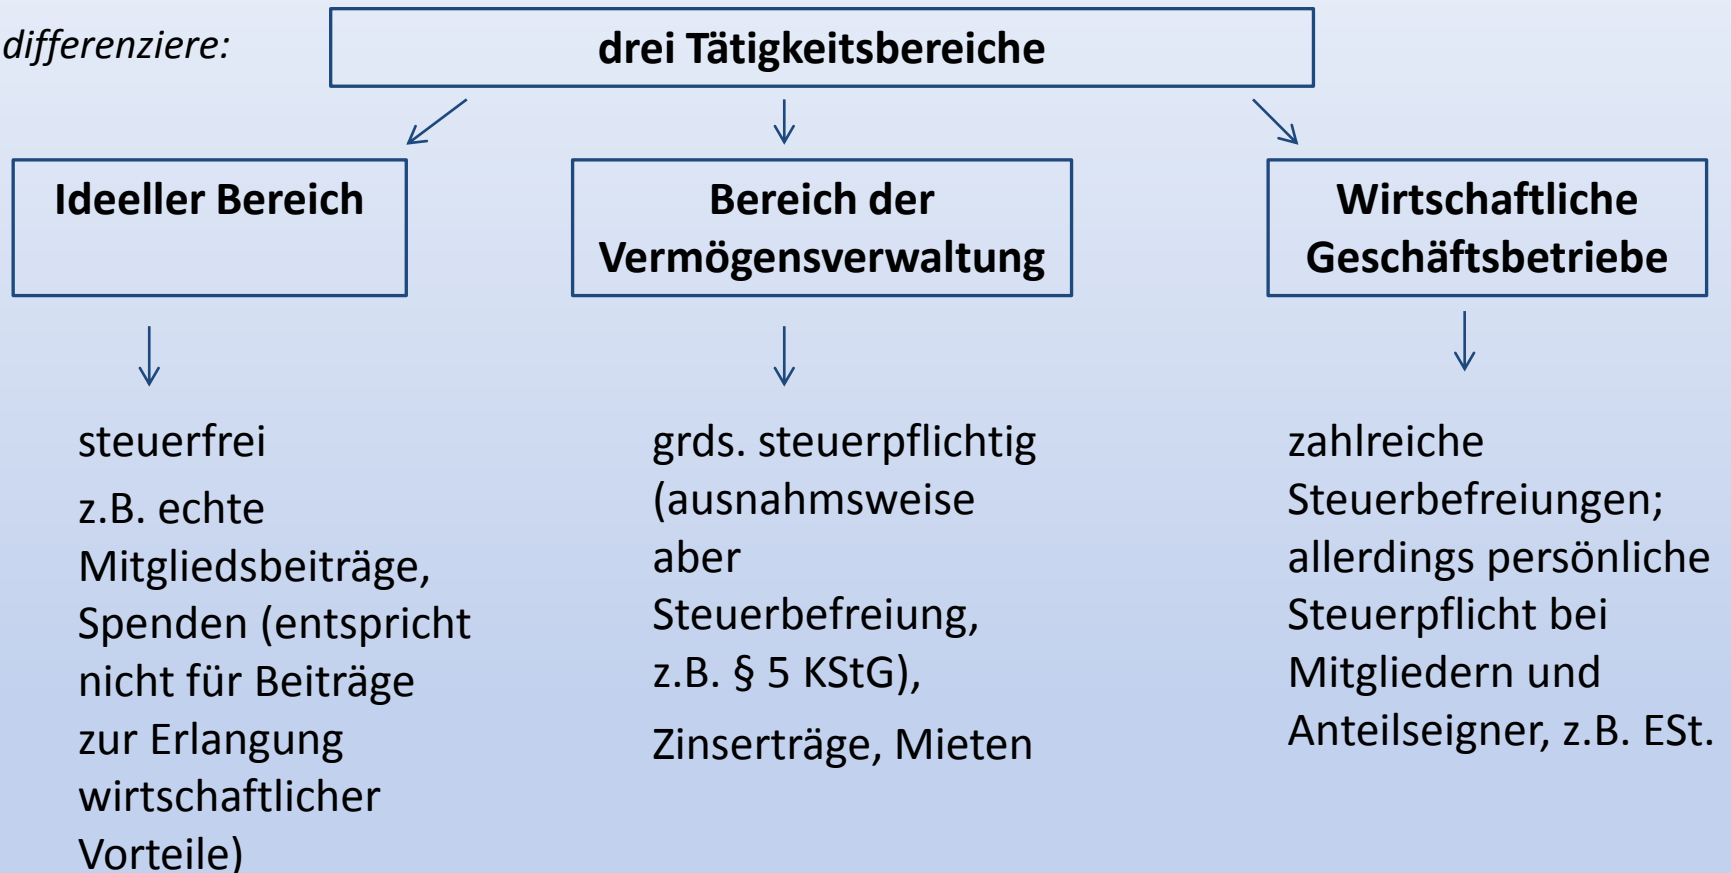 differenziere:
drei Tätigkeitsbereiche
Ideeller Bereich
Bereich der
Vermögensverwaltung
Wirtschaftliche
Geschäftsbetriebe
steuerfrei
z.B. echte
Mitgliedsbeiträge,
Spenden (entspricht
nicht für Beiträge
zur Erlangung
wirtschaftlicher
Vorteile)
grds. steuerpflichtig
(ausnahmsweise
aber
Steuerbefreiung,
z.B. § 5 KStG),
Zinserträge, Mieten
zahlreiche
Steuerbefreiungen;
allerdings persönliche
Steuerpflicht bei
Mitgliedern und
Anteilseigner, z.B. ESt.